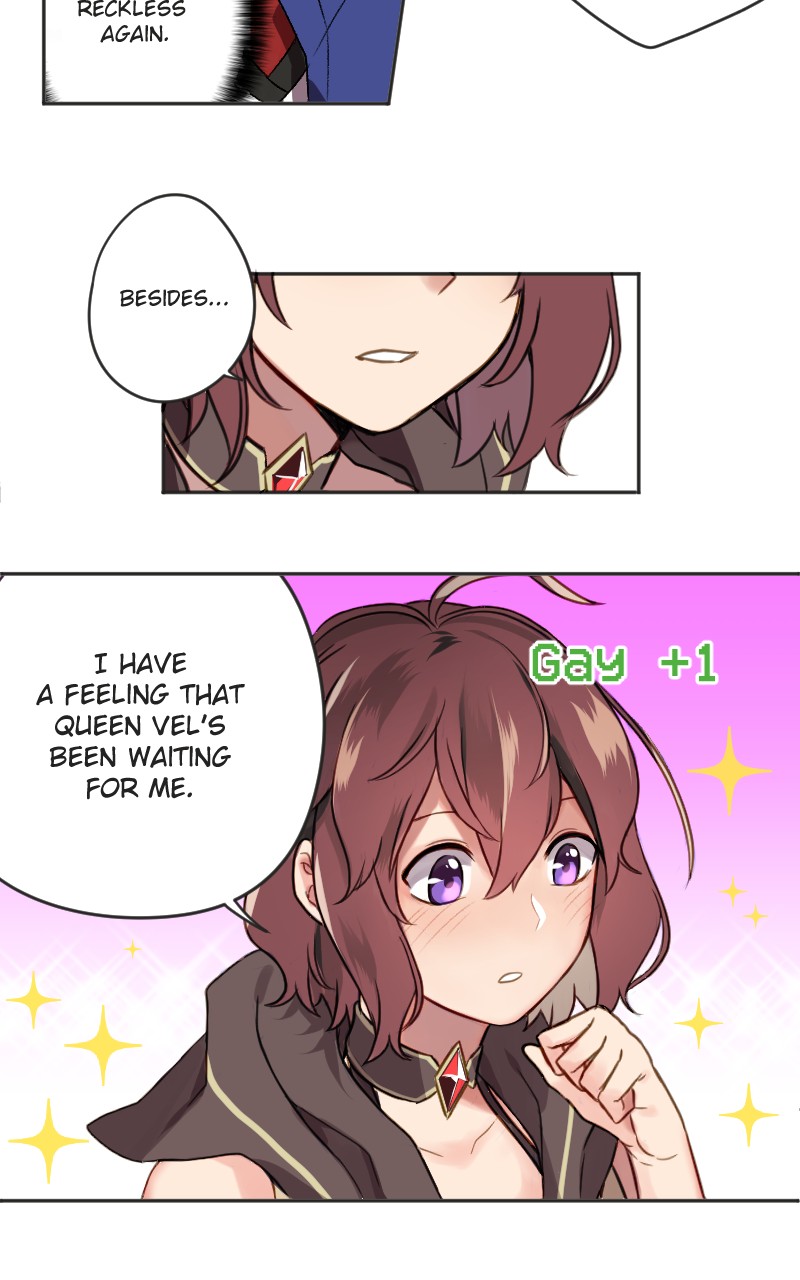 RECKLESS
AGAIN.
BESIDES...
I HAVE
A FEELING THAT
QUEEN VEL'S
BEEN WAITING
FOR ME.
Gay +1